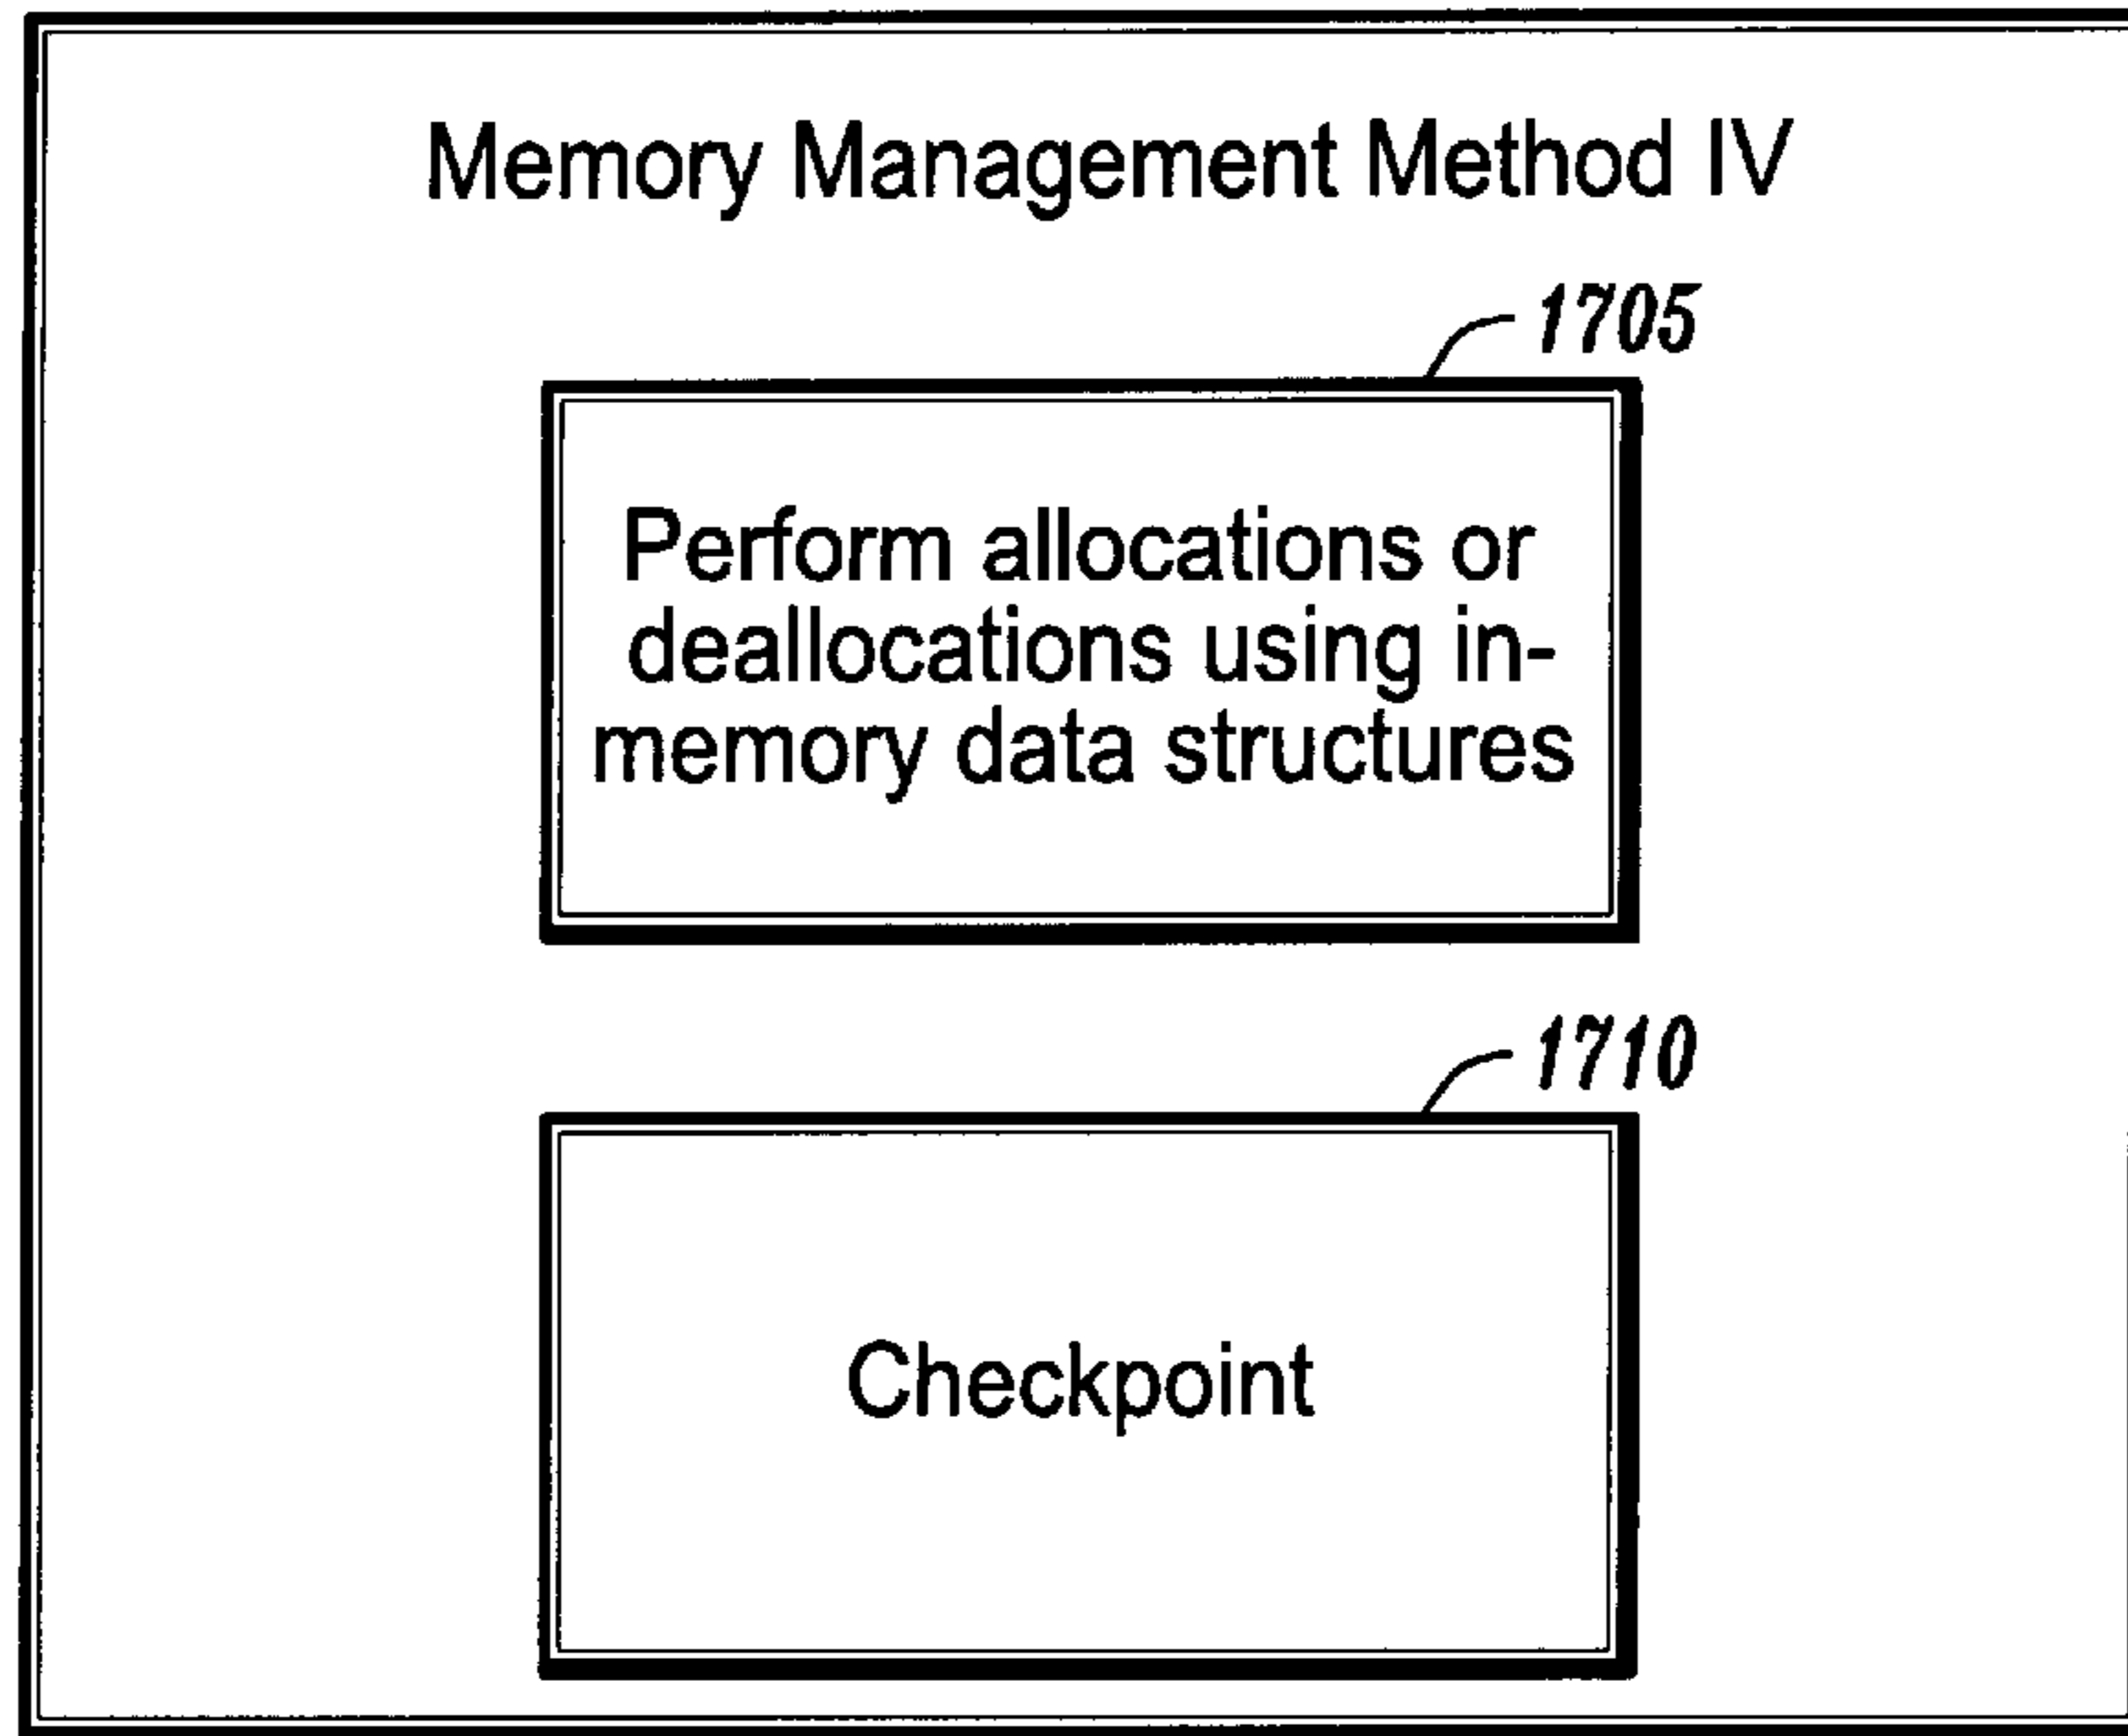 Memory Management Method IV
1705
Perform allocations or
deallocations using in-
memory data structures
1710
Checkpoint